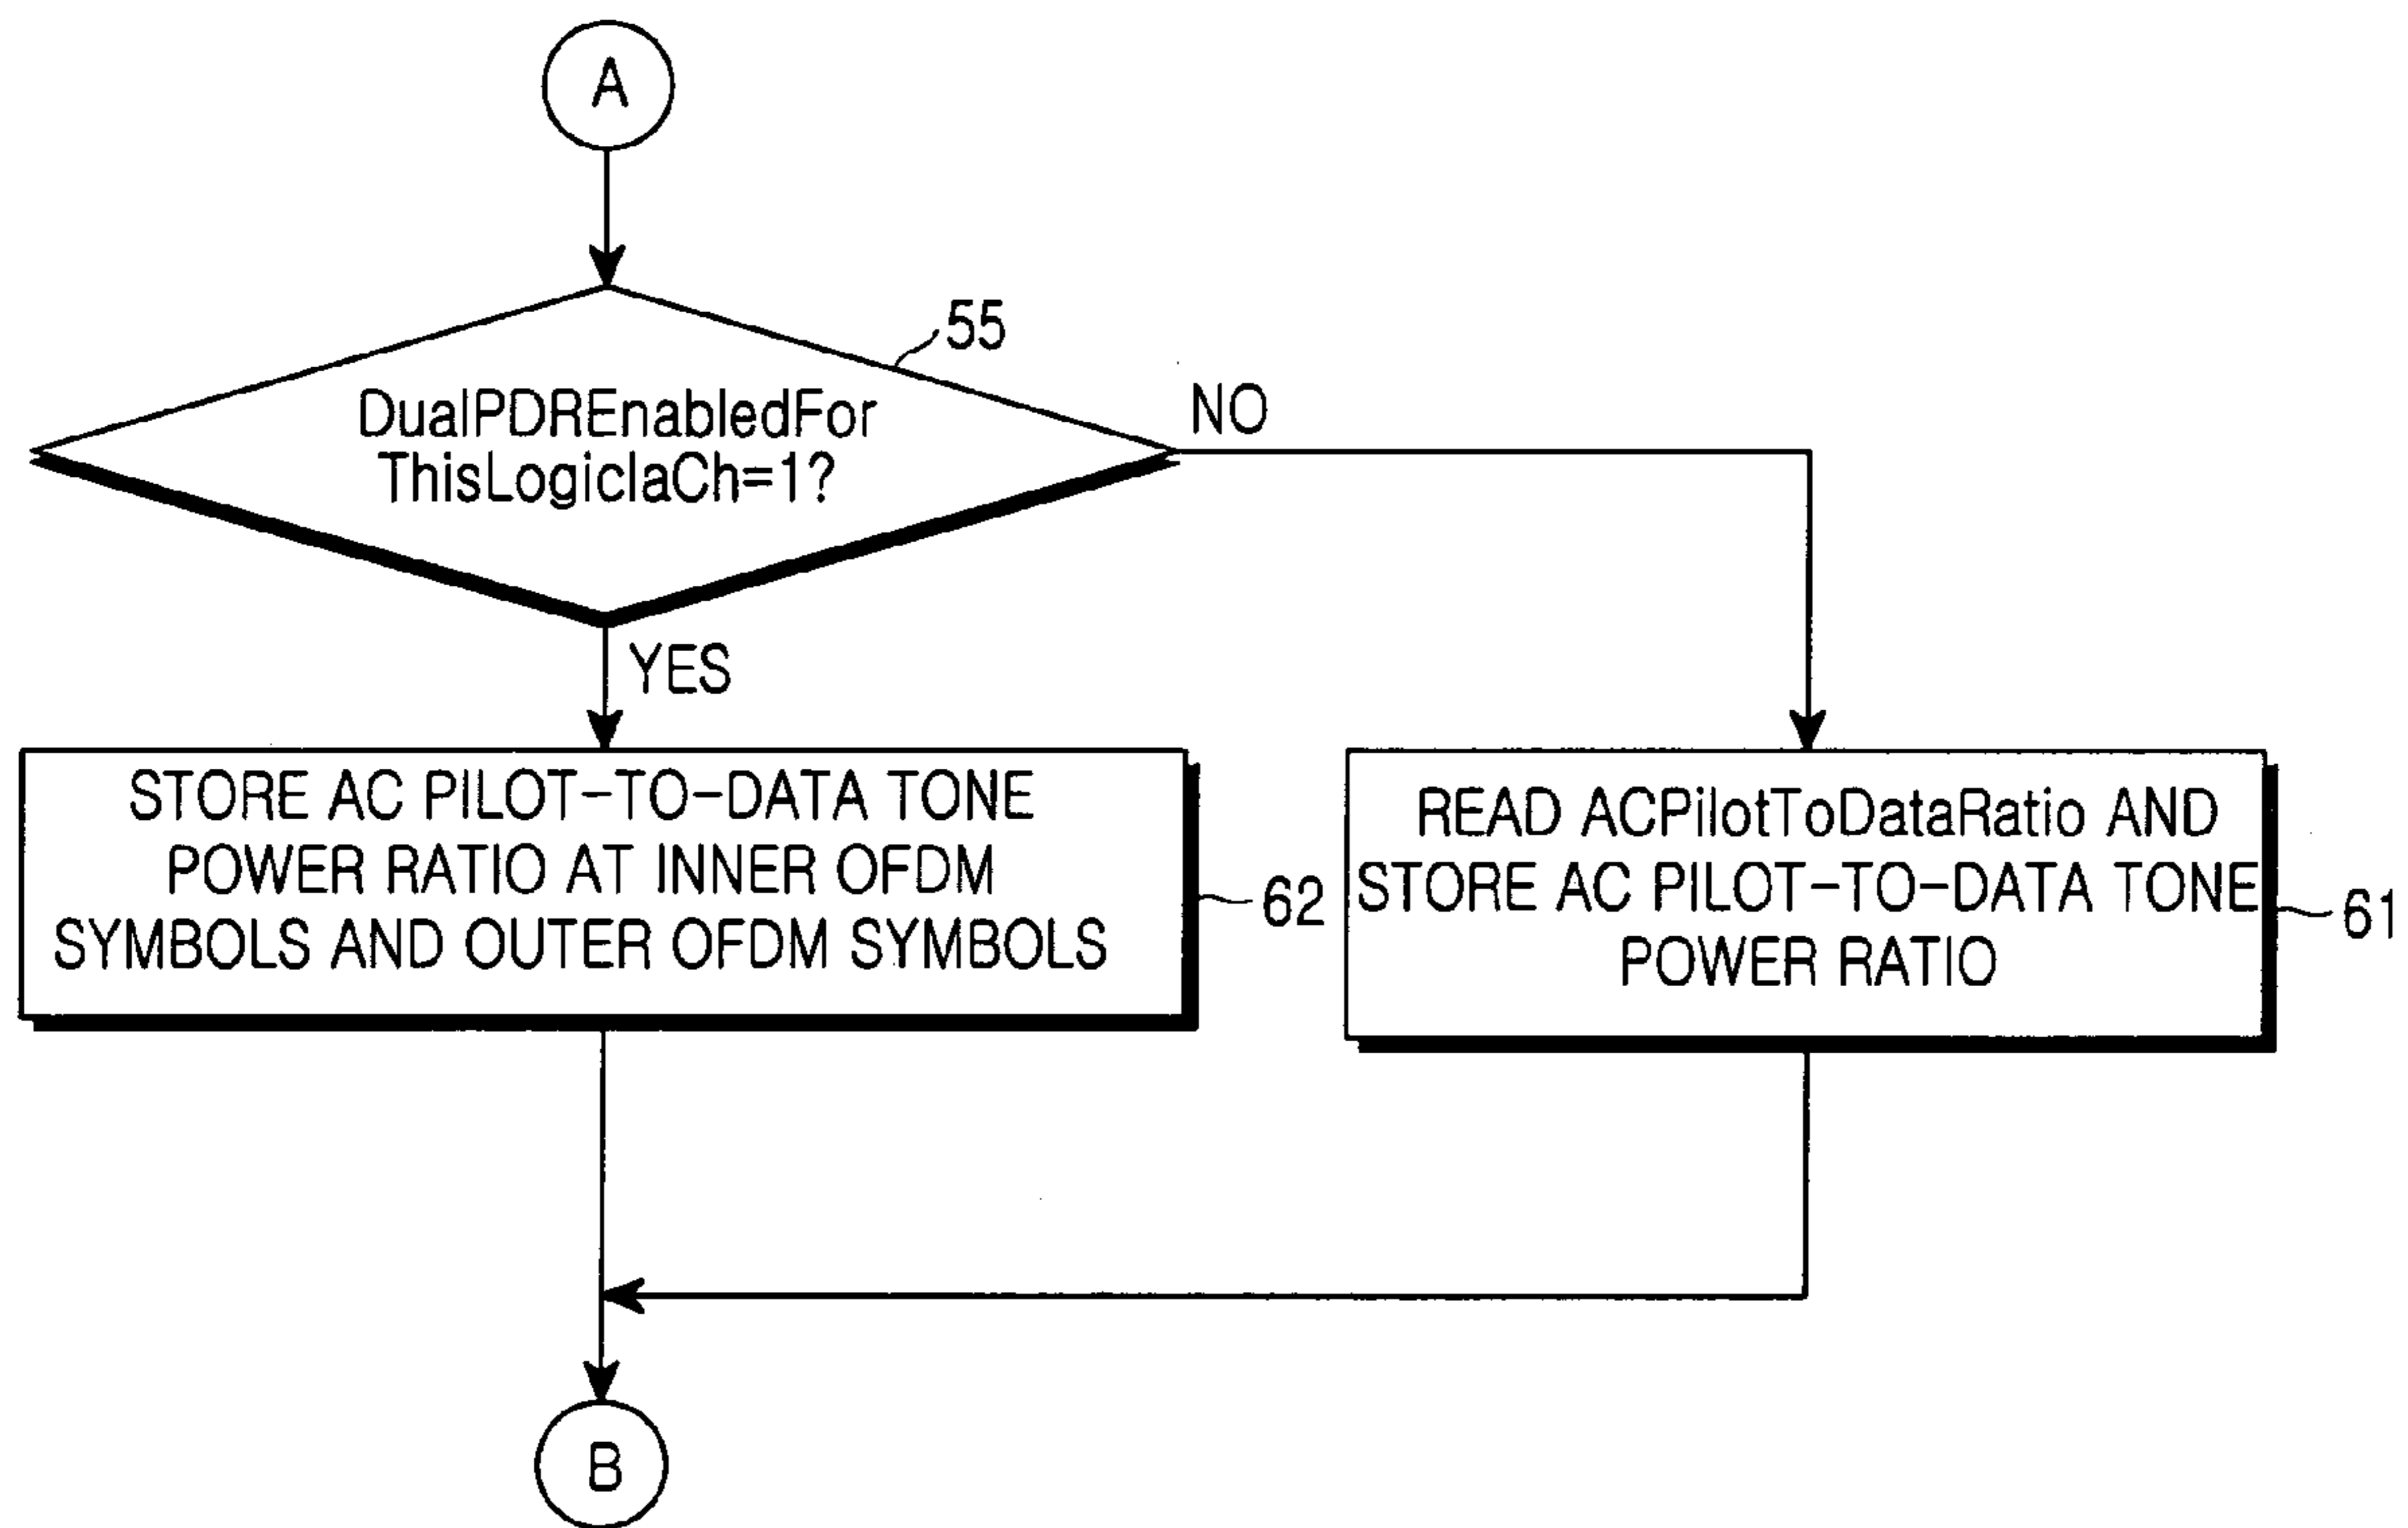 A
55
DualPDREnabledFor
ThisLogiclaCh=1?
NO
YES
STORE AC PILOT-TO-DATA TONE
POWER RATIO AT INNER OFDM
SYMBOLS AND OUTER OFDM SYMBOLS
62
READ ACPilotToDataRatio AND
STORE AC PILOT-TO-DATA TONE
POWER RATIO
61
B